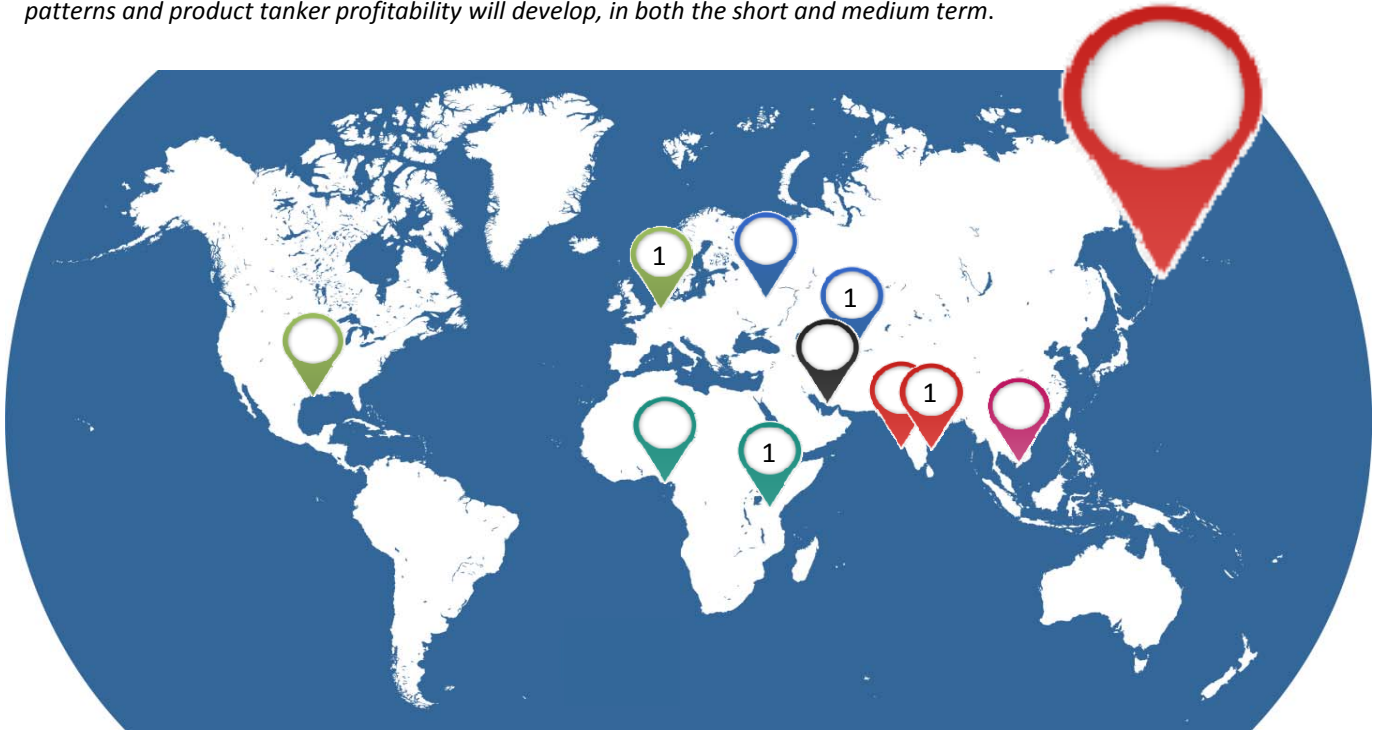 patterns and product tanker profitability will develop, in both the short and medium term.
1
1
1
1